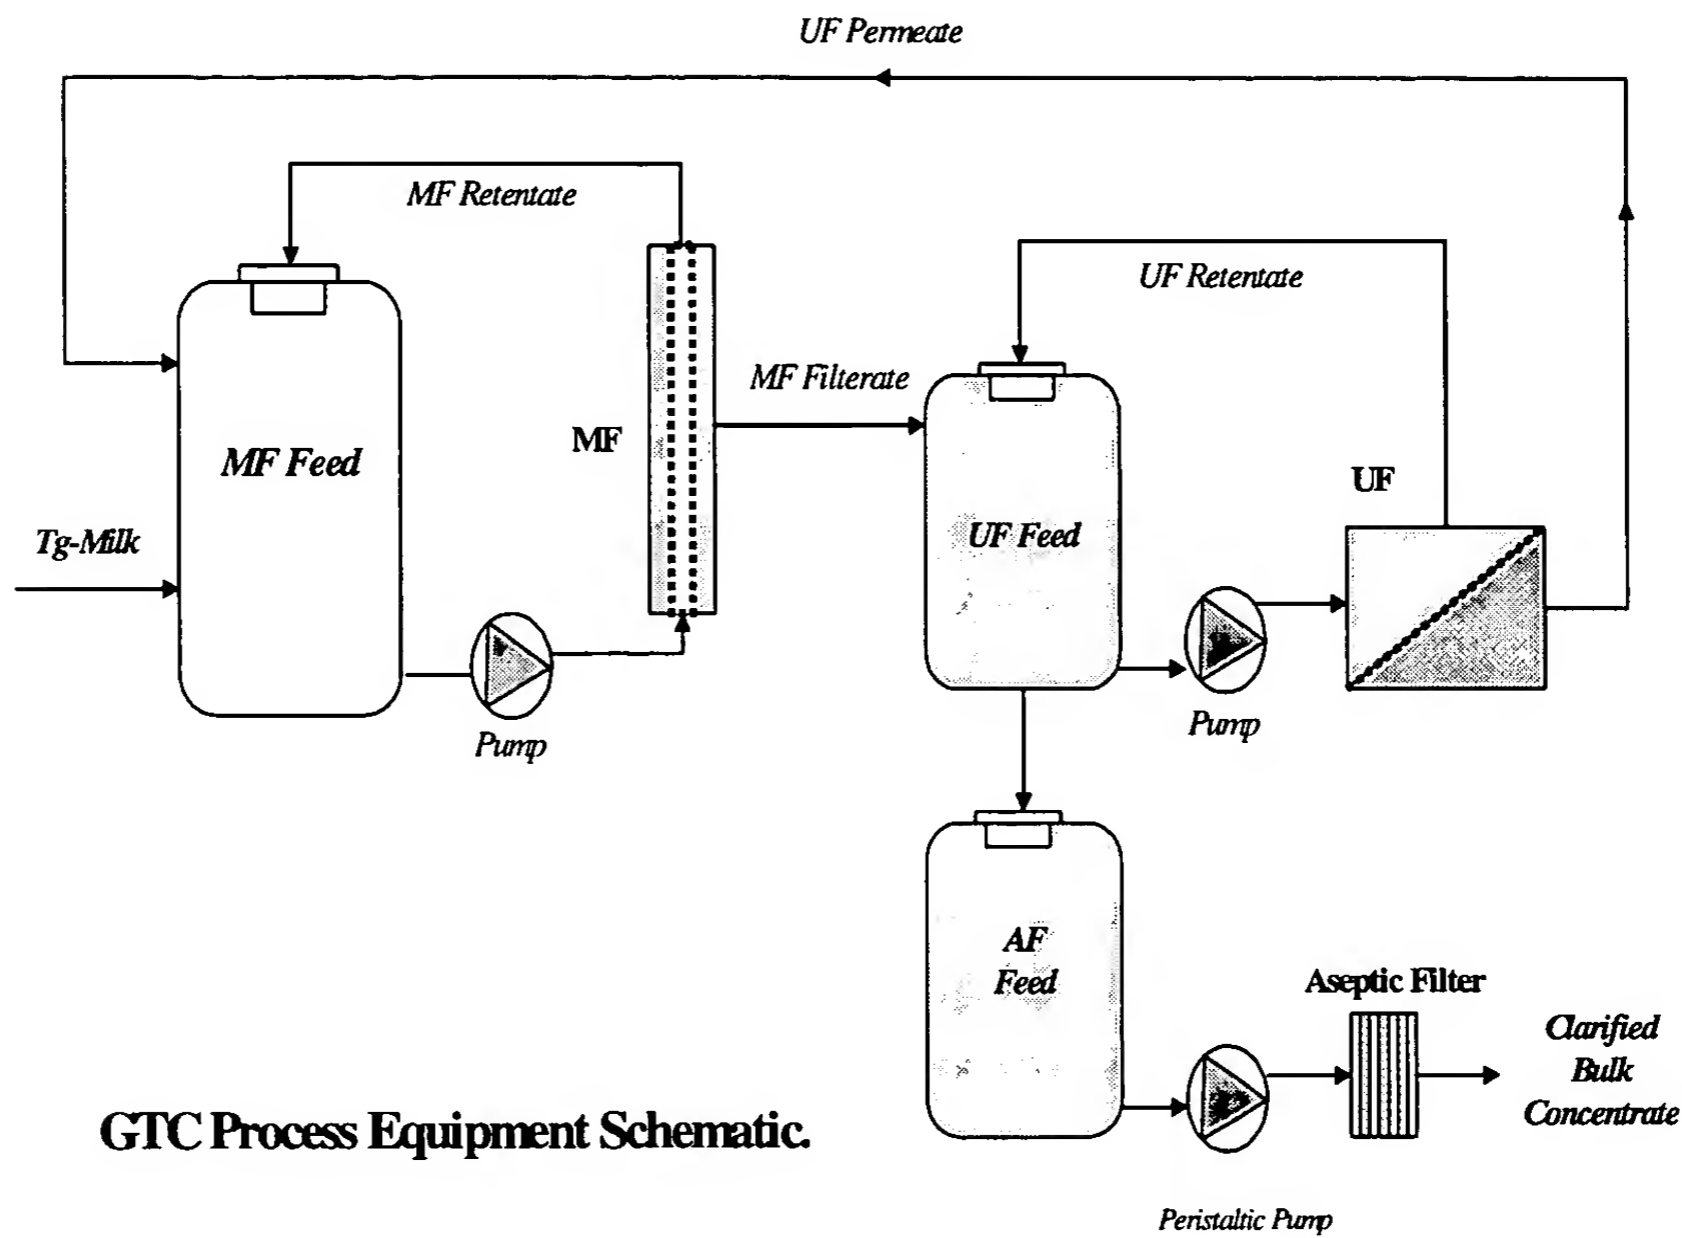 UF Permeate
MF Retentate
UF Retentate
MF Filterate
MF
MF Feed
UF
Tg-Milk
UF Feed
Pump
Pump
AF
Feed
Aseptic Filter
Clarified
Bulk
Concentrate
GTC Process Equipment Schematic.
Peristaltic Pump